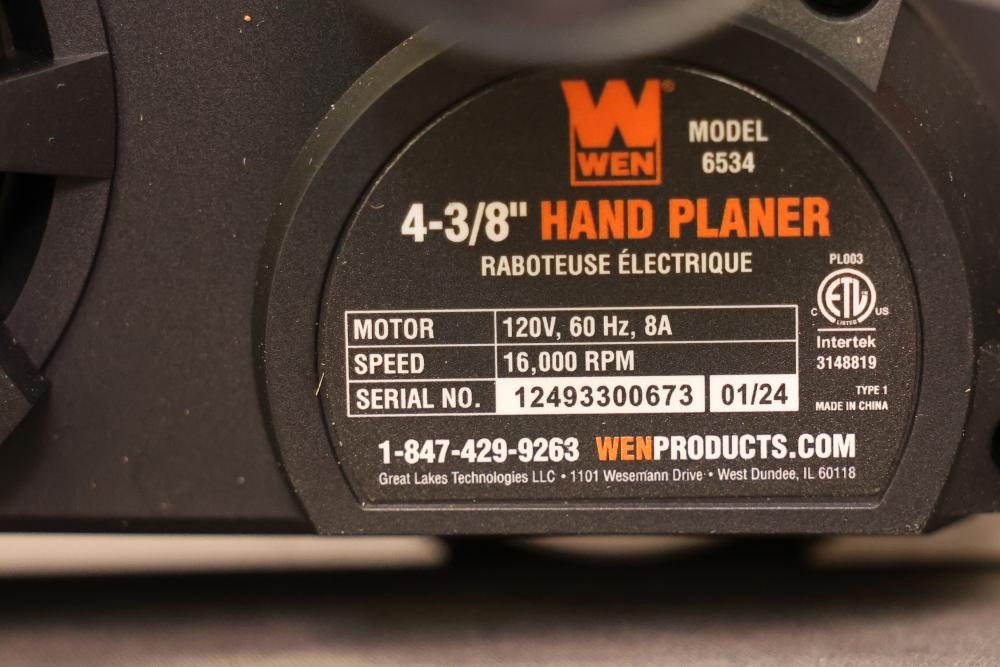 W®
WEN
MODEL
6534
4-3/8" HAND PLANER
RABOTEUSE ÉLECTRIQUE
MOTOR 120V, 60 Hz, 8A
SPEED 16,000 RPM
SERIAL NO. 12493300673 01/24
PL003
ETL
C LISTED US
Intertek
3148819
TYPE 1
MADE IN CHINA
1-847-429-9263 WENPRODUCTS.COM
Great Lakes Technologies LLC • 1101 Wesemann Drive • West Dundee, IL 60118